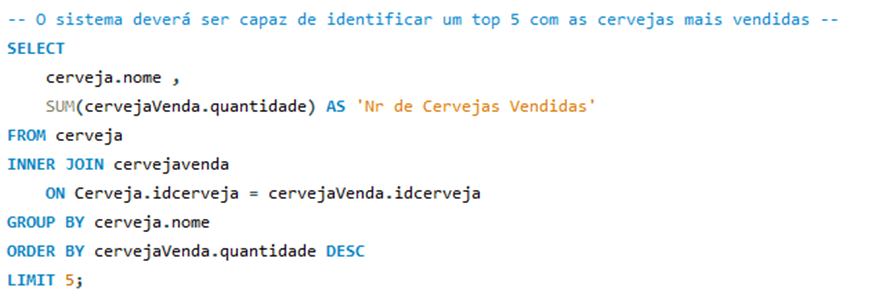 -- O sistema deverá ser capaz de identificar um top 5 com as cervejas mais vendidas --
SELECT
cerveja.nome ,
SUM(cervejaVenda.quantidade) AS 'Nr de Cervejas Vendidas'
FROM cerveja
INNER JOIN cervejavenda
ON Cerveja.idcerveja = cervejaVenda.idcerveja
GROUP BY cerveja.nome
ORDER BY cervejaVenda.quantidade DESC
LIMIT 5;